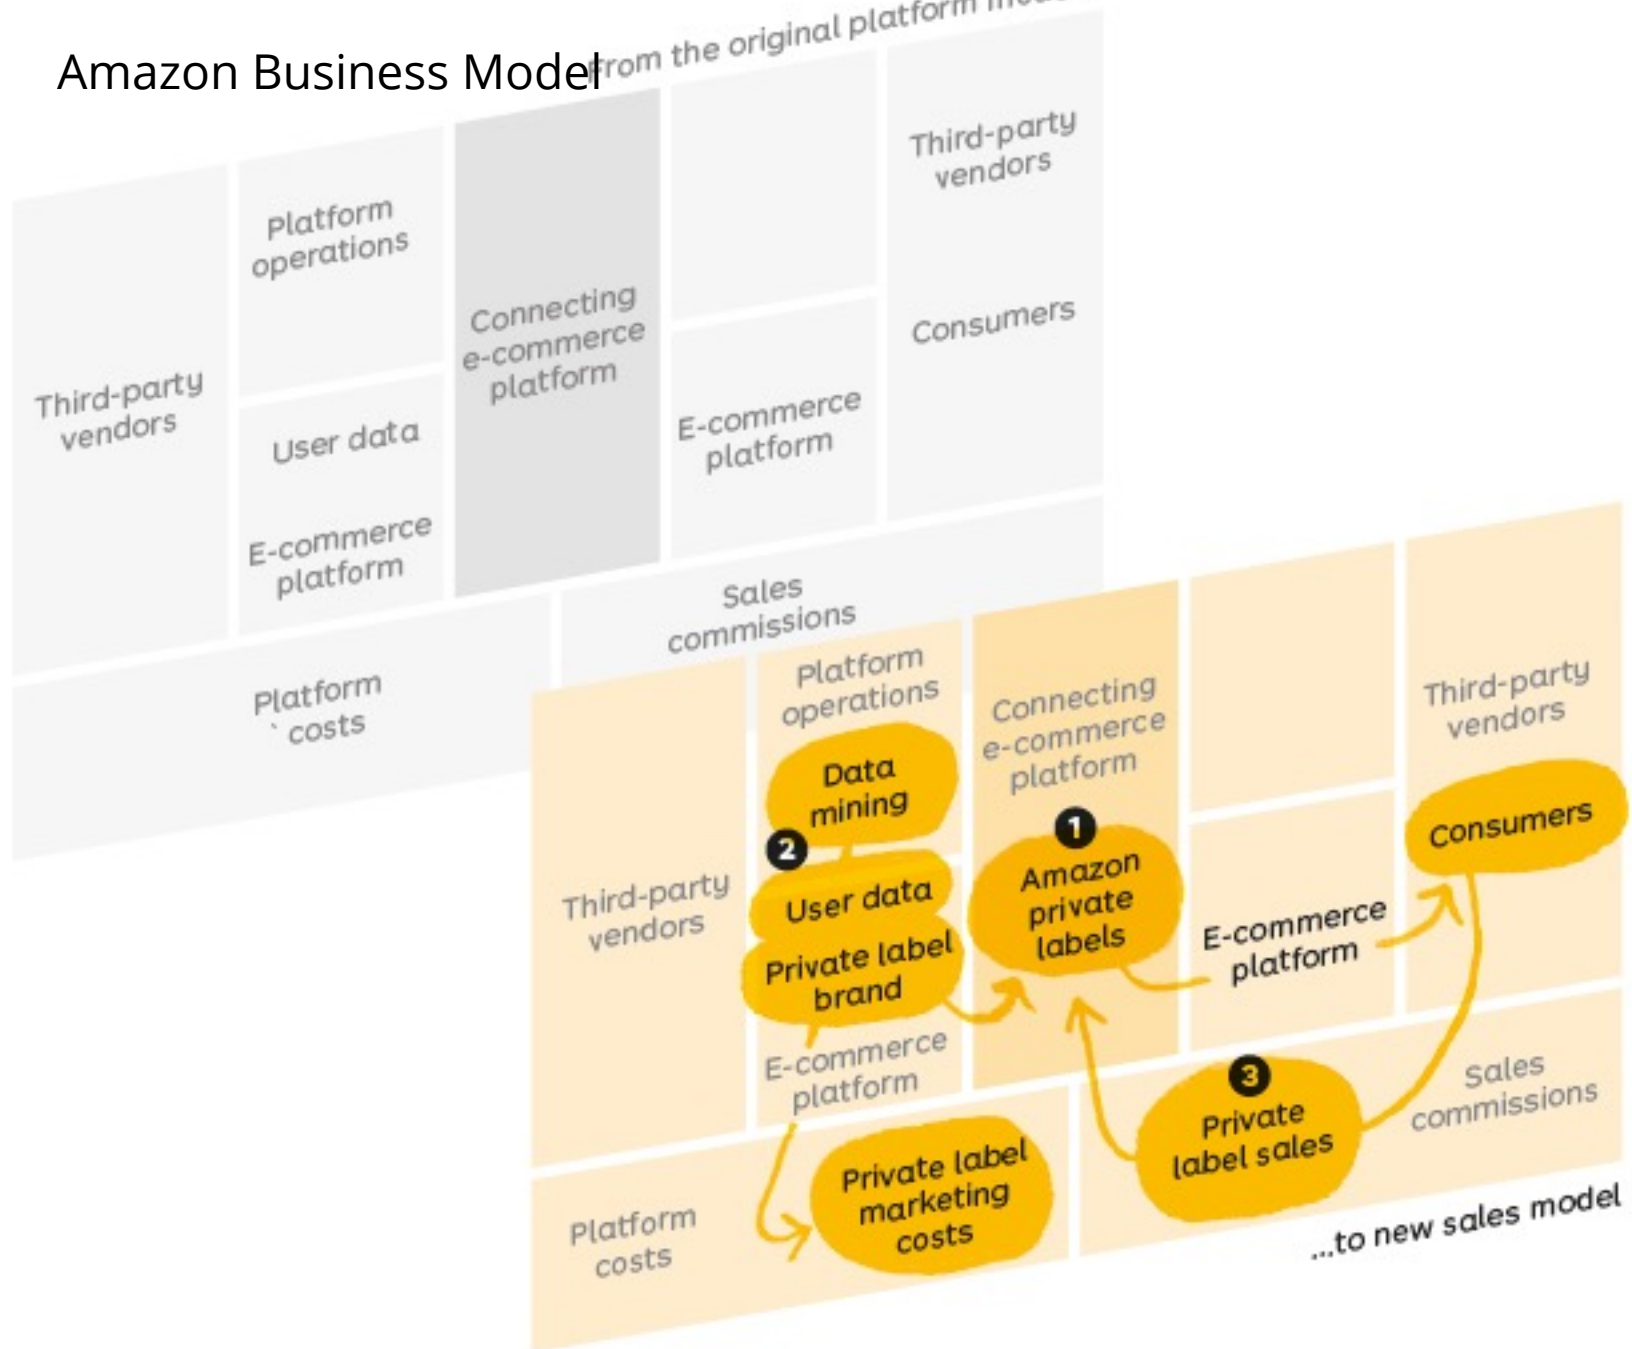 Amazon Business Model
From the original platform
Third-party
vendors
Platform
operations
User data
E-commerce
platform
Connecting
e-commerce
platform
E-commerce
platform
Third-party
vendors
Consumers
Platform
costs
Sales
commissions
Third-party
vendors
Platform
operations
Data
mining
2
User data
Private label
brand
E-commerce
platform
Connecting
e-commerce
platform
1
Amazon
private
labels
E-commerce
platform
Third-party
vendors
Consumers
Platform
costs
Private label
marketing
costs
3
Private
label sales
Sales
commissions
...to new sales model